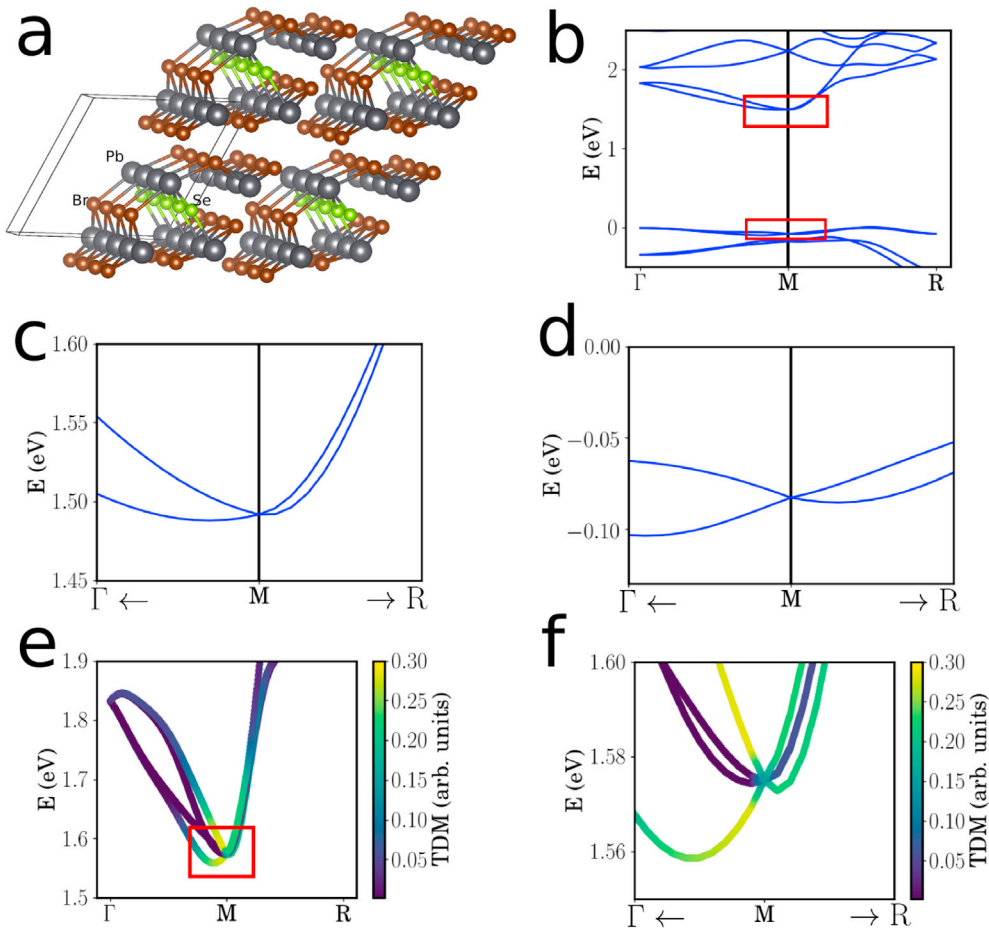 a
Pb
Br
Se
b
E (eV)
2
1
0
Γ
M
R
c
E (eV)
1.60
1.55
1.50
1.45
Γ ←
M
→ R
d
E (eV)
0.00
−0.05
−0.10
Γ ←
M
→ R
e
E (eV)
1.9
1.8
1.7
1.6
1.5
Γ
M
R
0.30
0.25
0.20
0.15
0.10
0.05
TDM (arb. units)
f
E (eV)
1.60
1.58
1.56
Γ ←
M
→ R
0.30
0.25
0.20
0.15
0.10
0.05
TDM (arb. units)